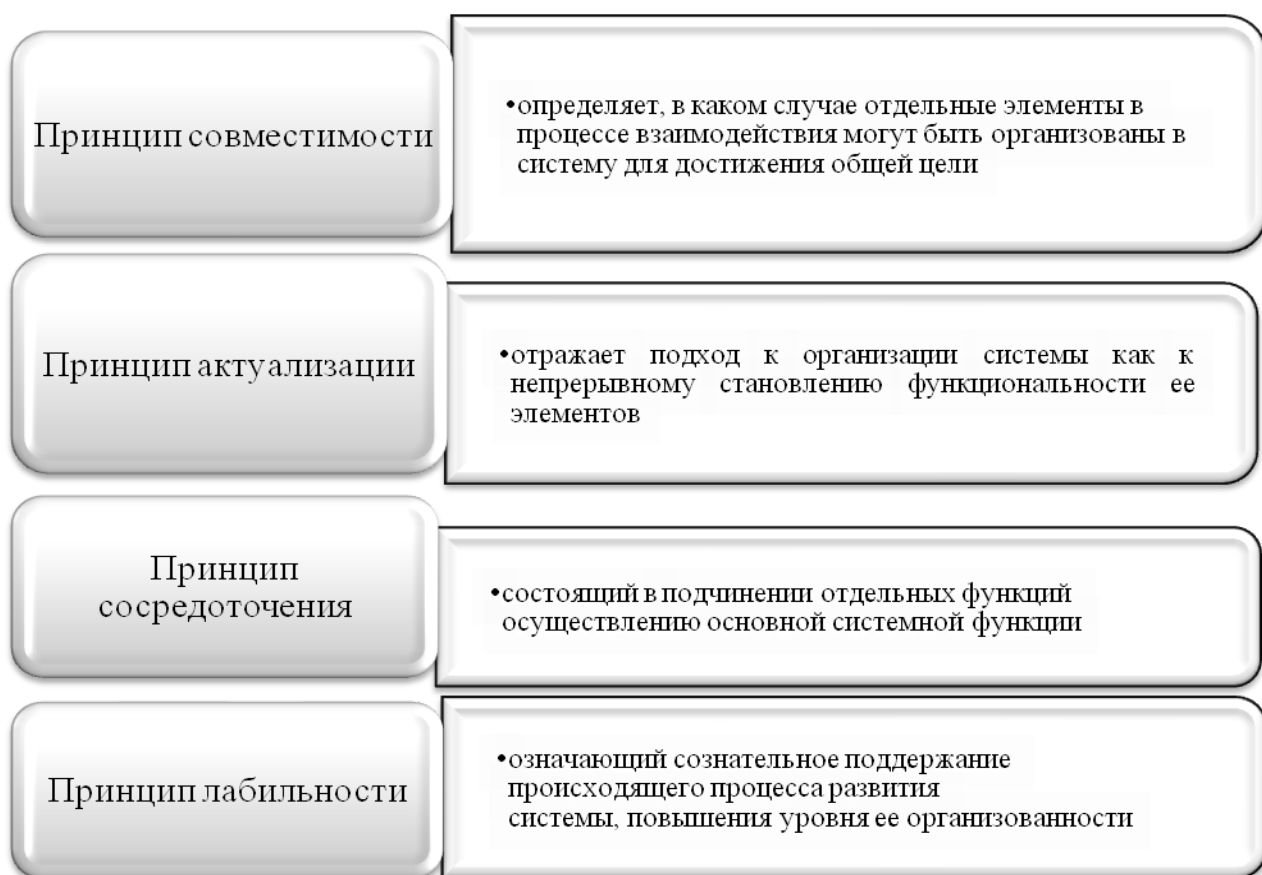 Принцип совместимости
•определяет, в каком случае отдельные элементы в
процессе взаимодействия могут быть организованы в
систему для достижения общей цели
Принцип актуализации
•отражает подход к организации системы как к
непрерывному становлению функциональности ее
элементов
Принцип
сосредоточения
•состоящий в подчинении отдельных функций
осуществлению основной системной функции
Принцип лабильности
•означающий сознательное поддержание
происходящего процесса развития
системы, повышения уровня ее организованности